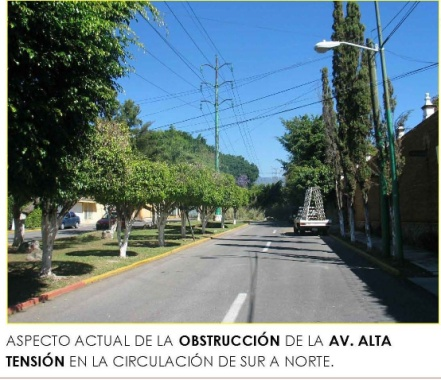 ASPECTO ACTUAL DE LA OBSTRUCCIÓN DE LA AV. ALTA
TENSIÓN EN LA CIRCULACIÓN DE SUR A NORTE.